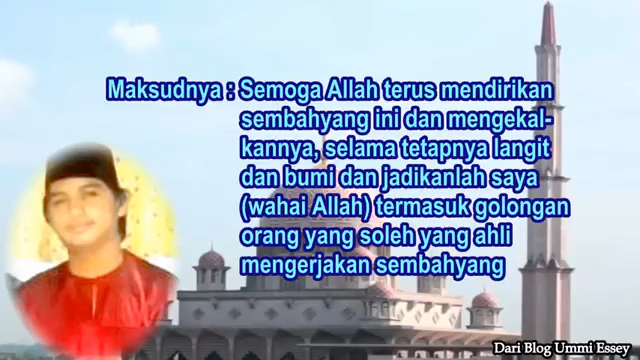 Maksudnya : Semoga Allah terus mendirikan
sembahyang ini dan mengekal-
kannya, selama tetapnya langit
dan bumi dan jadikanlah saya
(wahai Allah) termasuk golongan
orang yang soleh yang ahli
mengerjakan sembahyang
Dari Blog Ummi Essey